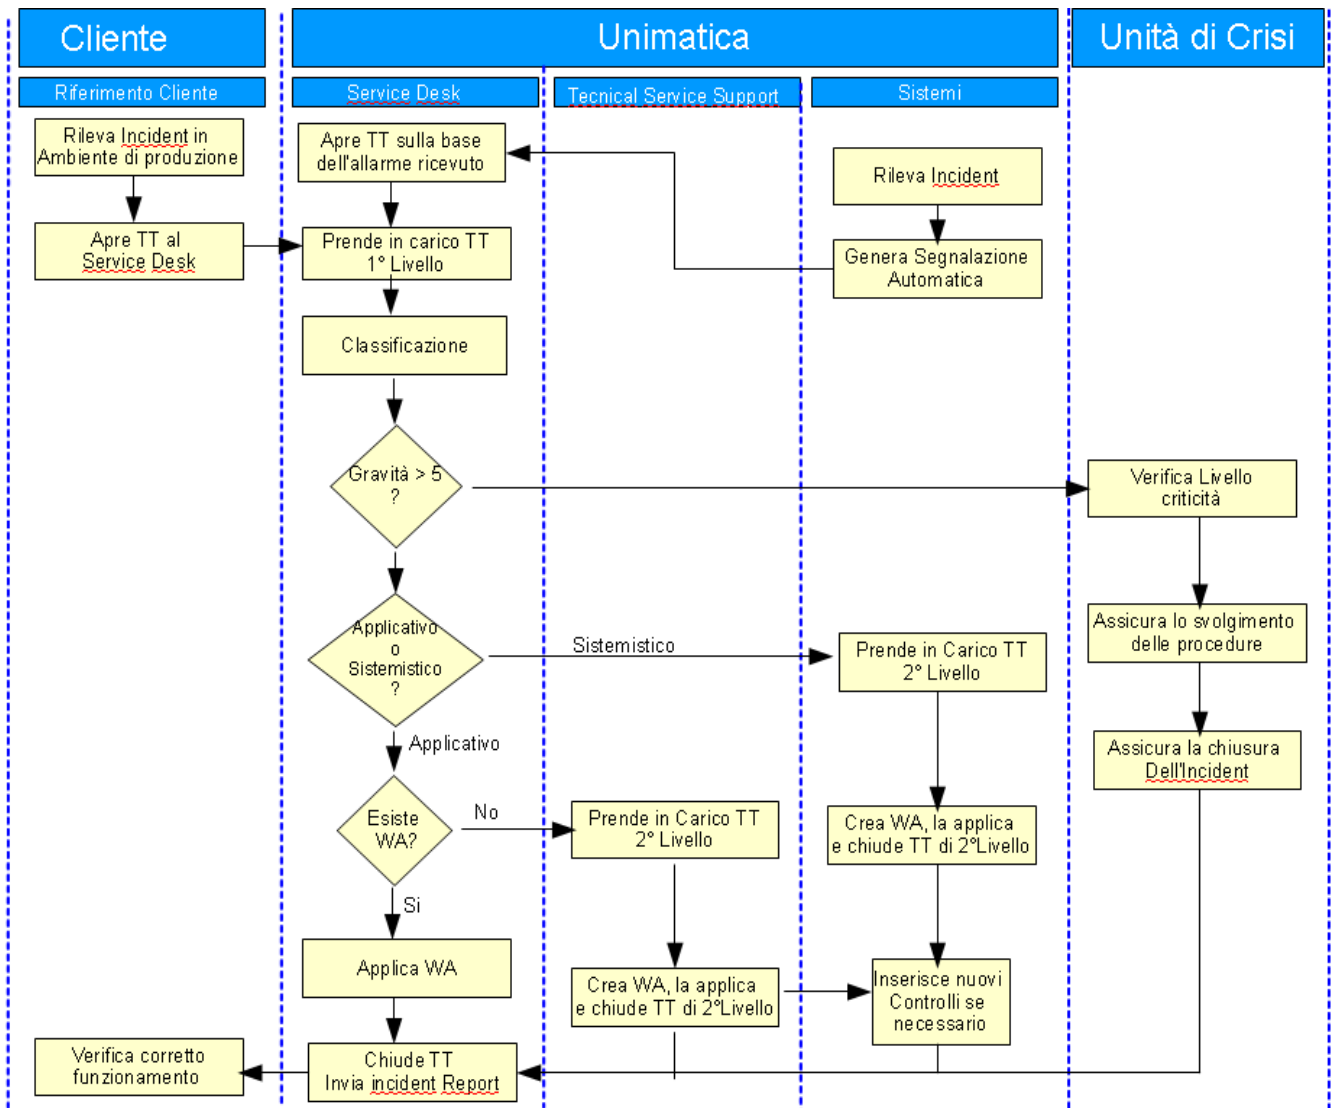 Cliente
Unimatica
Unità di Crisi
Riferimento Cliente
Service Desk
Tecnical Service Support
Sistemi
Rileva Incident in
Ambiente di produzione
Apre TT sulla base
dell'allarme ricevuto
Rileva Incident
Apre TT al
Service Desk
Prende in carico TT
1° Livello
Genera Segnalazione
Automatica
Classificazione
Gravità > 5
?
Verifica Livello
criticità
Applicativo
o
Sistemistico
?
Sistemistico
Prende in Carico TT
2° Livello
Assicura lo svolgimento
delle procedure
Applicativo
Assicura la chiusura
Dell'Incident
Esiste
WA?
No
Prende in Carico TT
2° Livello
Crea WA, la applica
e chiude TT di 2°Livello
Si
Applica WA
Crea WA, la applica
e chiude TT di 2°Livello
Inserisce nuovi
Controlli se
necessario
Verifica corretto
funzionamento
Chiude TT
Invia incident Report